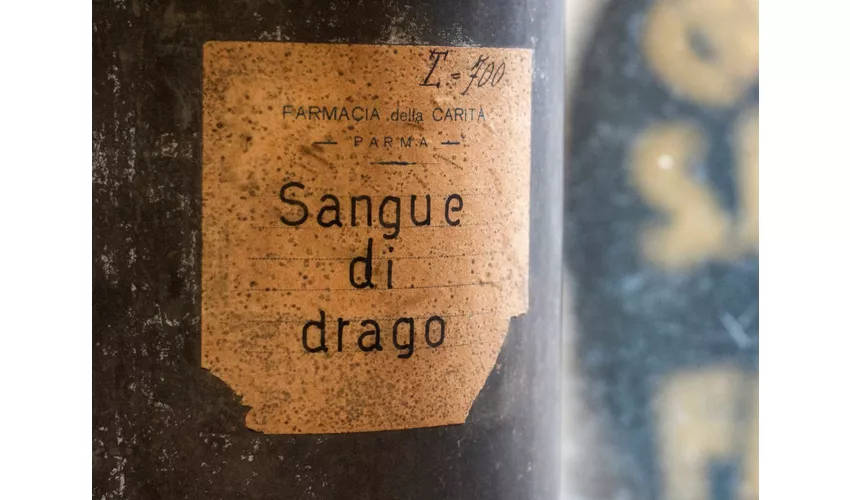 T = 700
FARMACIA della CARITÀ
— PARMA —
Sangue
di
drago